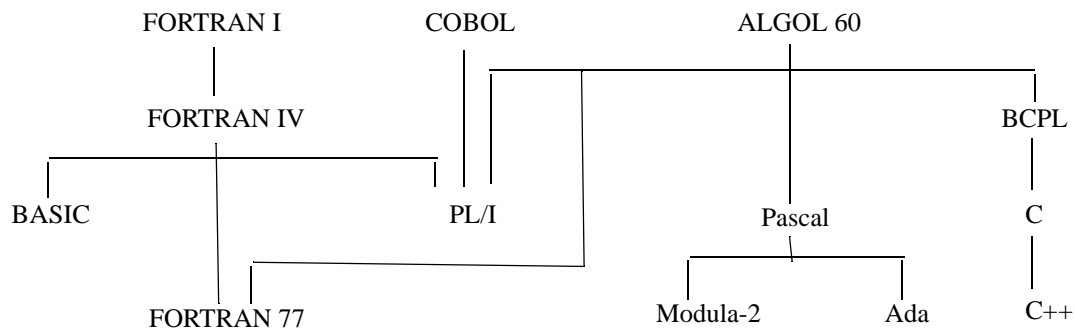 FORTRAN I COBOL ALGOL 60
FORTRAN IV BCPL
BASIC PL/I Pascal C
FORTRAN 77 Modula-2 Ada C++